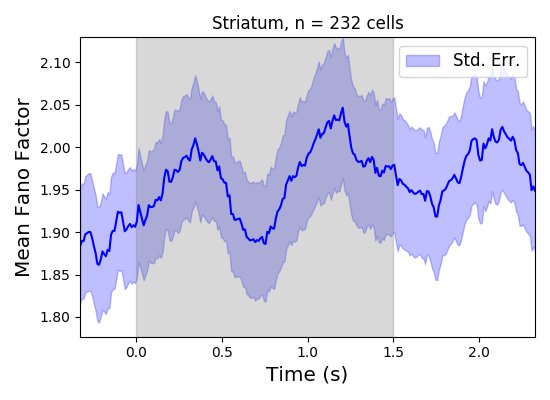 Striatum, n = 232 cells
Std. Err.
Mean Fano Factor
2.10
2.05
2.00
1.95
1.90
1.85
1.80
0.0 0.5 1.0 1.5 2.0
Time (s)